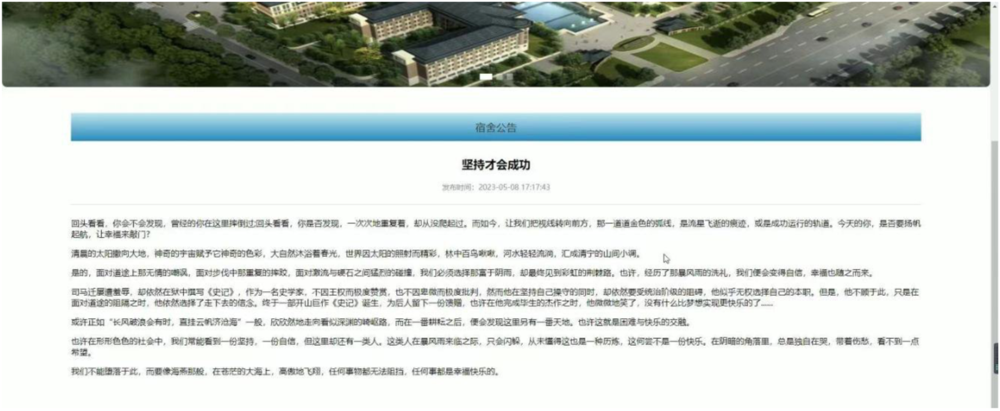 宿舍公告
坚持才会成功
发布时间：2023-05-08 17:17:43
回头看看，你会不会发现，曾经的你在这里摔倒过;回头看看，你是否发现，一次次地重复着，却从没爬起过。而如今，让我们把视线转向前方，那一道道金色的弧线，是流星飞逝的痕迹，或是成功运行的轨道。今天的你，是否要扬帆
起航，让幸福来敲门？
清晨的太阳撒向大地，神奇的宇宙赋予它神奇的色彩，大自然沐浴着春光，世界因太阳的照射而精彩，林中百鸟啾啾，河水轻轻流淌，汇成清宁的山间小调。
是的，面对道途上那无情的嘲讽，面对步伐中那重复的摔跤，面对激流与硬石之间猛烈的碰撞，我们必须选择那富于阴雨，却最终见到彩虹的荆棘路。也许，经历了那暴风雨的洗礼，我们便会变得自信，幸福也随之而来。
司马迁屡遭羞辱，却依然在狱中撰写《史记》，作为一名史学家，不因王权而极度赞赏，也不因卑微而极度批判，然而他在坚持自己操守的同时，却依然要受统治阶级的阻碍，他似乎无权选择自己的本职。但是，他不顾于此，只是在
面对道途的阻隔之时，他依然选择了走下去的信念。终于一部开山巨作《史记》诞生，为后人留下一份馈赠，也许在他完成毕生的杰作之时，他微微地笑了，没有什么比梦想实现更快乐的了……
或许正如“长风破浪会有时，直挂云帆济沧海”一般，欣欣然地走向看似深渊的崎岖路，而在一番耕耘之后，便会发现这里另有一番天地。也许这就是困难与快乐的交融。
也许在形形色色的社会中，我们常能看到一份坚持，一份自信，但这里却还有一类人。这类人在暴风雨来临之际，只会闪躲，从未懂得这也是一种历炼，这何尝不是一份快乐。在阴暗的角落里，总是独自在哭，带着伤愁，看不到一点
希望。
我们不能堕落于此，而要像海燕那般，在苍茫的大海上，高傲地飞翔，任何事物都无法阻挡，任何事都是幸福快乐的。